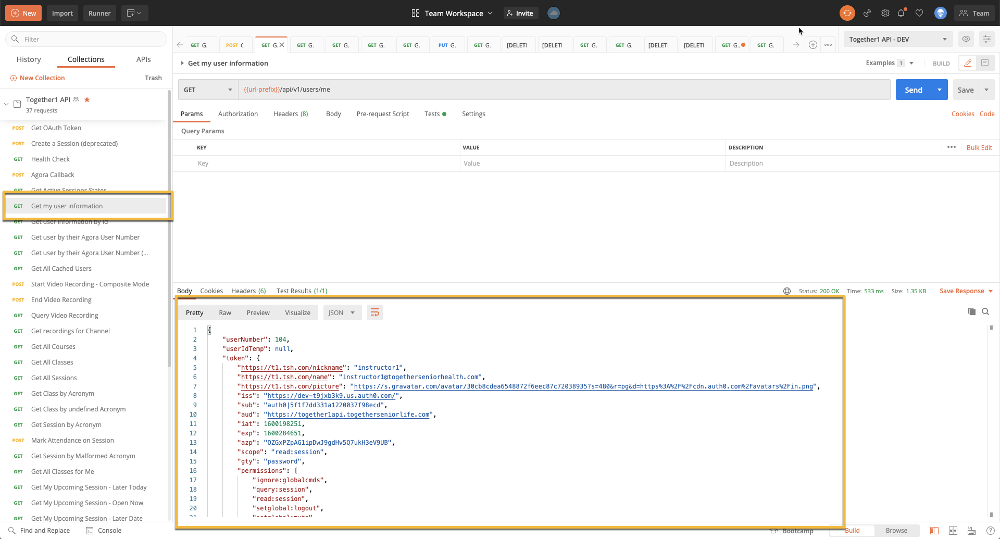 New Import Runner Team Workspace Invite Team
Filter
History Collections APIs
New Collection Trash
Together1 API
37 requests
POST Get OAuth Token
POST Create a Session (deprecated)
GET Health Check
POST Agora Callback
GET Get Active Sessions States
GET Get my user information
GET Get user information by id
GET Get user by their Agora User Number
GET Get user by their Agora User Number (...
GET Get All Cached Users
POST Start Video Recording - Composite Mode
POST End Video Recording
GET Query Video Recording
GET Get recordings for Channel
GET Get All Courses
GET Get All Classes
GET Get All Sessions
GET Get Class by Acronym
GET Get Class by undefined Acronym
GET Get Session by Acronym
POST Mark Attendance on Session
GET Get Session by Malformed Acronym
GET Get All Classes for Me
GET Get My Upcoming Session - Later Today
GET Get My Upcoming Session - Open Now
GET Get My Upcoming Session - Later Date
Find and Replace Console
GET G. POST G GET G. GET G. GET G. GET G. GET G. PUT G. GET G. [DELETI [DELETI GET G. GET G. [DELETI [DELETI GET G... GET G.
Together1 API - DEV
Get my user information Examples 1 BUILD
GET {{url-prefix}}/api/v1/users/me Send Save
Params Authorization Headers (8) Body Pre-request Script Tests Settings Cookies Code
Query Params
KEY VALUE DESCRIPTION Bulk Edit
Key Value Description
Body Cookies Headers (6) Test Results (1/1) Status: 200 OK Time: 533 ms Size: 1.35 KB Save Response
Pretty Raw Preview Visualize JSON
1 {
2 "userNumber": 104,
3 "userIdTemp": null,
4 "token": {
5 "https://t1.tsh.com/nickname": "instructor1",
6 "https://t1.tsh.com/name": "instructor1@togetherseniorhealth.com",
7 "https://t1.tsh.com/picture": "https://s.gravatar.com/avatar/30cb8cdea6548872f6eec87c72038935?s=480&r=pg&d=https%3A%2F%2Fcdn.auth0.com%2Favatars%2Fin.png",
8 "iss": "https://dev-t9jxb3k9.us.auth0.com/",
9 "sub": "auth0|5f1f7dd331a1220037f98ecd",
10 "aud": "https://together1api.togetherseniorlife.com",
11 "iat": 1600198251,
12 "exp": 1600284651,
13 "azp": "QZGxPZpAG1ipDwJ9gdHv5Q7ukH3eV9UB",
14 "scope": "read:session",
15 "gty": "password",
16 "permissions": [
17 "ignore:globalcmds",
18 "query:session",
19 "read:session",
20 "setglobal:logout",
21 "setglobal:mute"
Bootcamp Build Browse